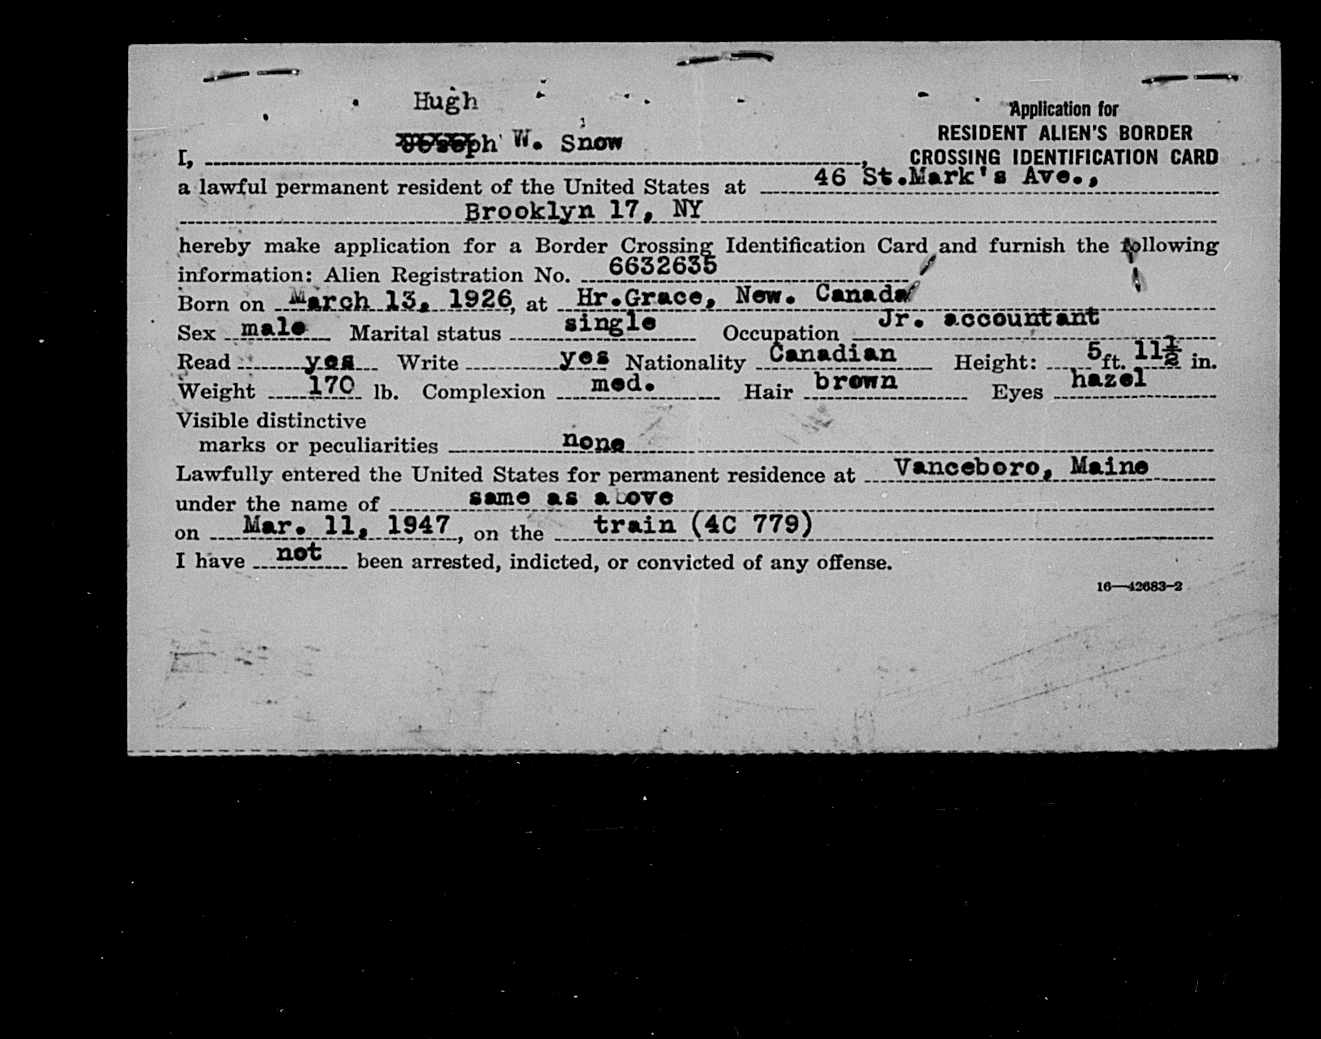 Hugh
Application for
RESIDENT ALIEN'S BORDER
CROSSING IDENTIFICATION CARD
I, Joseph W. Snow,
a lawful permanent resident of the United States at 46 St.Mark's Ave.,
Brooklyn 17, NY
hereby make application for a Border Crossing Identification Card and furnish the following
information: Alien Registration No. 6632635
Born on March 13, 1926, at Hr.Grace, New. Canada
Sex male Marital status single Occupation Jr. accountant
Read yes Write yes Nationality Canadian Height: 5 ft. 11½ in.
Weight 170 lb. Complexion med. Hair brown Eyes hazel
Visible distinctive
marks or peculiarities none
Lawfully entered the United States for permanent residence at Vanceboro, Maine
under the name of same as above
on Mar. 11, 1947, on the train (4C 779)
I have not been arrested, indicted, or convicted of any offense.
16—42683-2